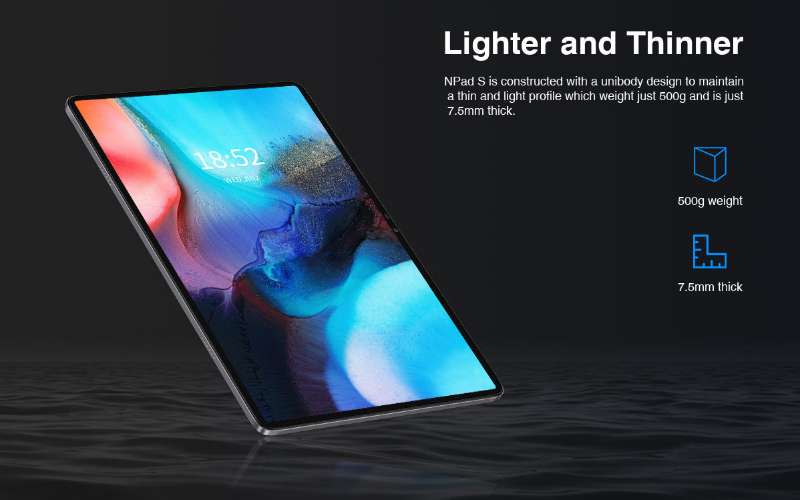 Lighter and Thinner
NPad S is constructed with a unibody design to maintain
a thin and light profile which weight just 500g and is just
7.5mm thick.
18:52
500g weight
7.5mm thick